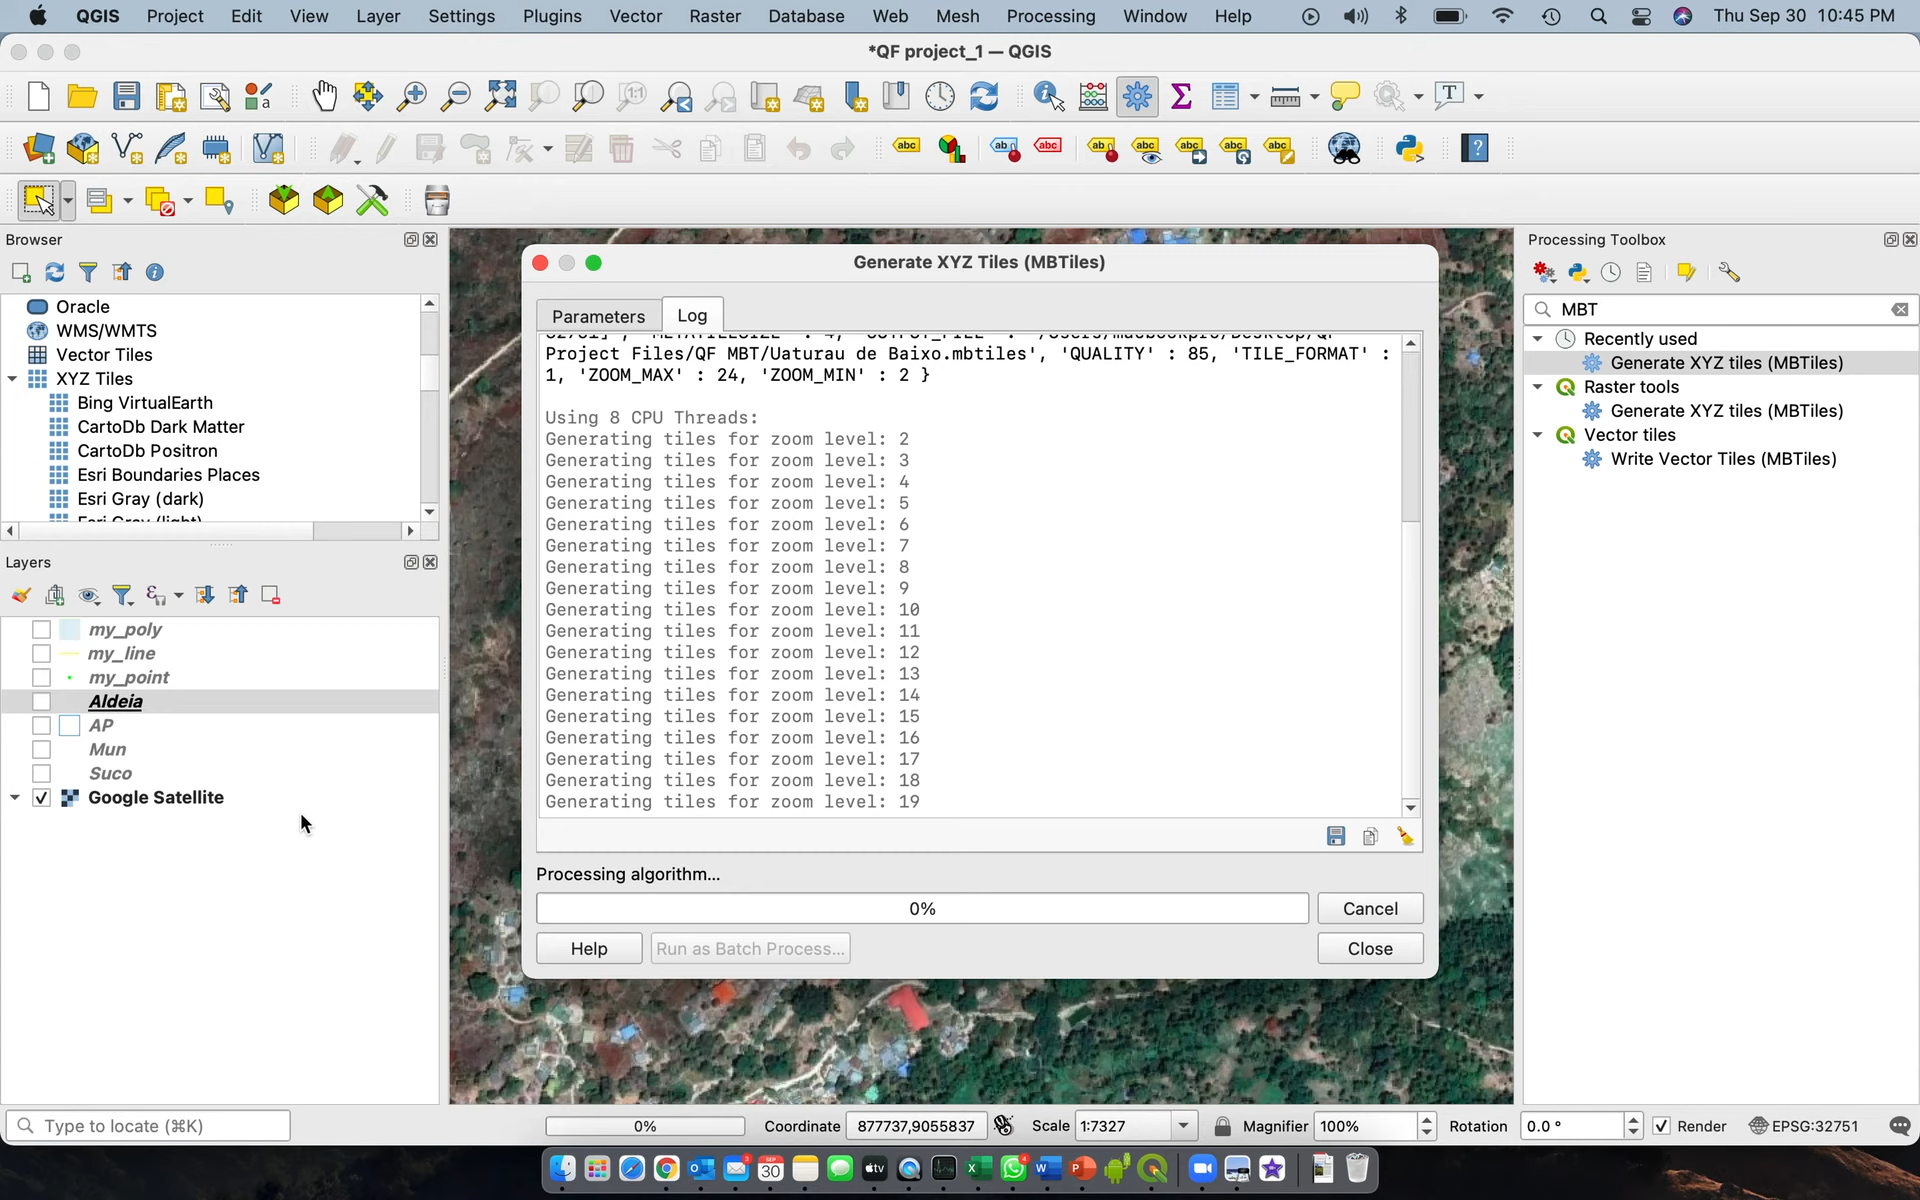 QGIS Project Edit View Layer Settings Plugins Vector Raster Database Web Mesh Processing Window Help Thu Sep 30 10:45 PM
*QF project_1 — QGIS
Browser
Oracle
WMS/WMTS
Vector Tiles
XYZ Tiles
Bing VirtualEarth
CartoDb Dark Matter
CartoDb Positron
Esri Boundaries Places
Esri Gray (dark)
Esri Gray (light)
Layers
my_poly
my_line
my_point
Aldeia
AP
Mun
Suco
Google Satellite
Generate XYZ Tiles (MBTiles)
Parameters Log
Project Files/QF MBT/Uaturau de Baixo.mbtiles', 'QUALITY' : 85, 'TILE_FORMAT' :
1, 'ZOOM_MAX' : 24, 'ZOOM_MIN' : 2 }
Using 8 CPU Threads:
Generating tiles for zoom level: 2
Generating tiles for zoom level: 3
Generating tiles for zoom level: 4
Generating tiles for zoom level: 5
Generating tiles for zoom level: 6
Generating tiles for zoom level: 7
Generating tiles for zoom level: 8
Generating tiles for zoom level: 9
Generating tiles for zoom level: 10
Generating tiles for zoom level: 11
Generating tiles for zoom level: 12
Generating tiles for zoom level: 13
Generating tiles for zoom level: 14
Generating tiles for zoom level: 15
Generating tiles for zoom level: 16
Generating tiles for zoom level: 17
Generating tiles for zoom level: 18
Generating tiles for zoom level: 19
Processing algorithm...
0%
Cancel
Help
Run as Batch Process...
Close
Processing Toolbox
MBT
Recently used
Generate XYZ tiles (MBTiles)
Raster tools
Generate XYZ tiles (MBTiles)
Vector tiles
Write Vector Tiles (MBTiles)
Type to locate (⌘K)
0%
Coordinate 877737,9055837
Scale 1:7327
Magnifier 100%
Rotation 0.0 °
Render
EPSG:32751